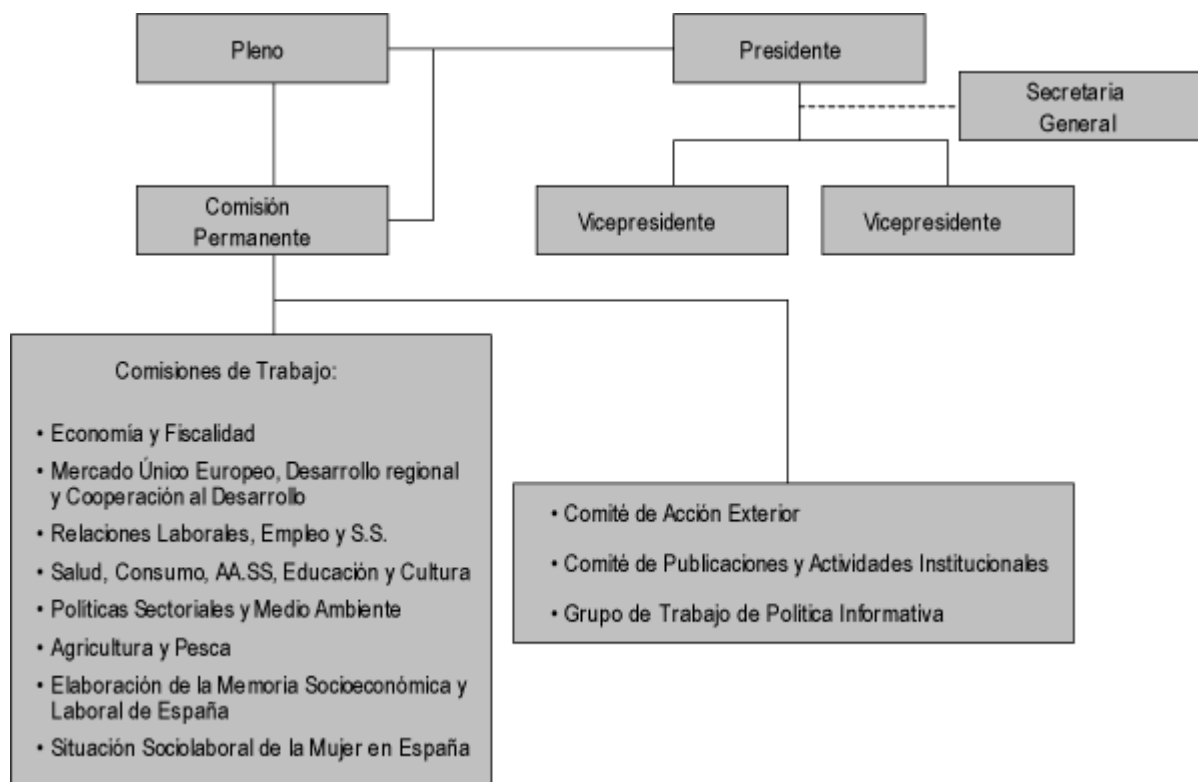 Pleno
Presidente
Secretaria
General
Comisión
Permanente
Vicepresidente
Vicepresidente
Comisiones de Trabajo:
• Economía y Fiscalidad
• Mercado Único Europeo, Desarrollo regional
y Cooperación al Desarrollo
• Relaciones Laborales, Empleo y S.S.
• Salud, Consumo, AA.SS, Educación y Cultura
• Políticas Sectoriales y Medio Ambiente
• Agricultura y Pesca
• Elaboración de la Memoria Socioeconómica y
Laboral de España
• Situación Sociolaboral de la Mujer en España
• Comité de Acción Exterior
• Comité de Publicaciones y Actividades Institucionales
• Grupo de Trabajo de Politica Informativa